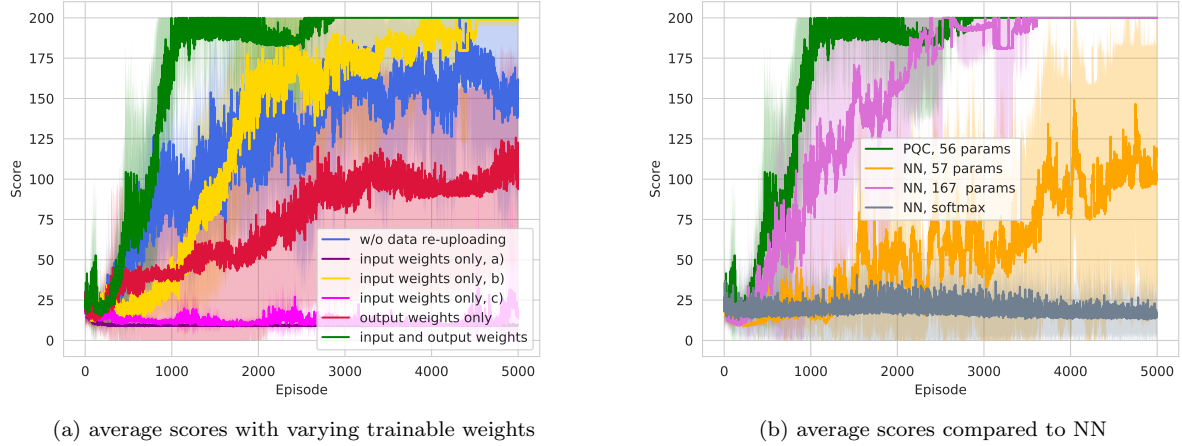 200
175
150
125
100
75
50
25
0
Score
0 1000 2000 3000 4000 5000
Episode
w/o data re-uploading
input weights only, a)
input weights only, b)
input weights only, c)
output weights only
input and output weights
(a) average scores with varying trainable weights
200
175
150
125
100
75
50
25
0
Score
0 1000 2000 3000 4000 5000
Episode
PQC, 56 params
NN, 57 params
NN, 167 params
NN, softmax
(b) average scores compared to NN